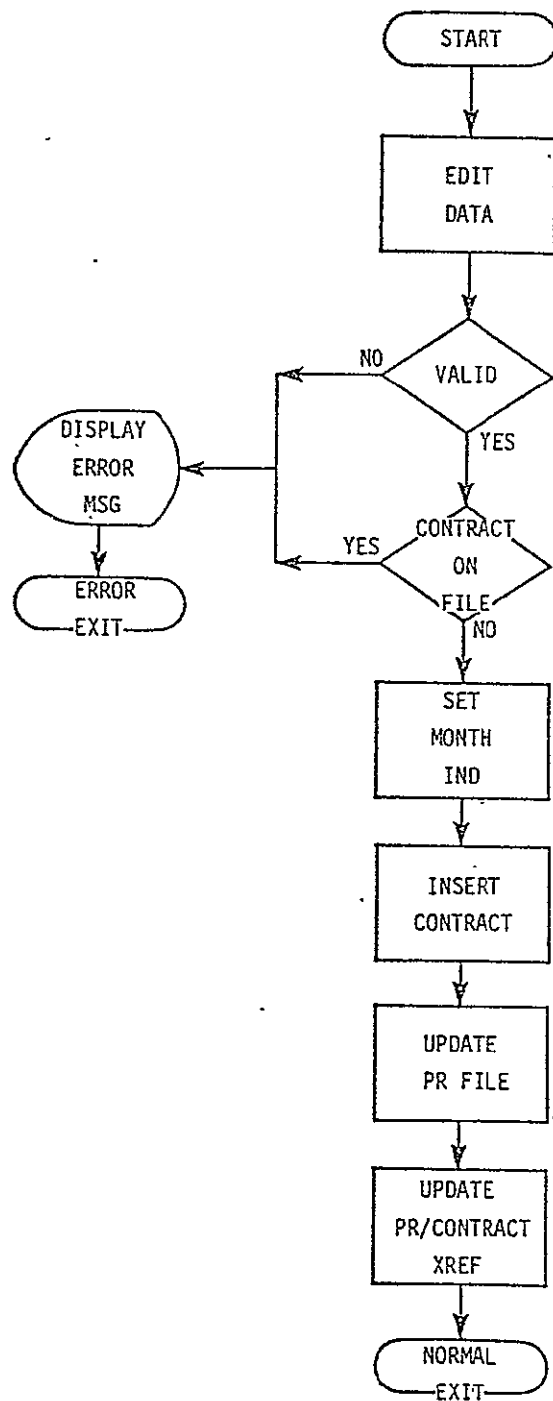 START
EDIT
DATA
NO
VALID
YES
DISPLAY
ERROR
MSG
YES
CONTRACT
ON
FILE
NO
ERROR
EXIT
SET
MONTH
IND
INSERT
CONTRACT
UPDATE
PR FILE
UPDATE
PR/CONTRACT
XREF
NORMAL
EXIT